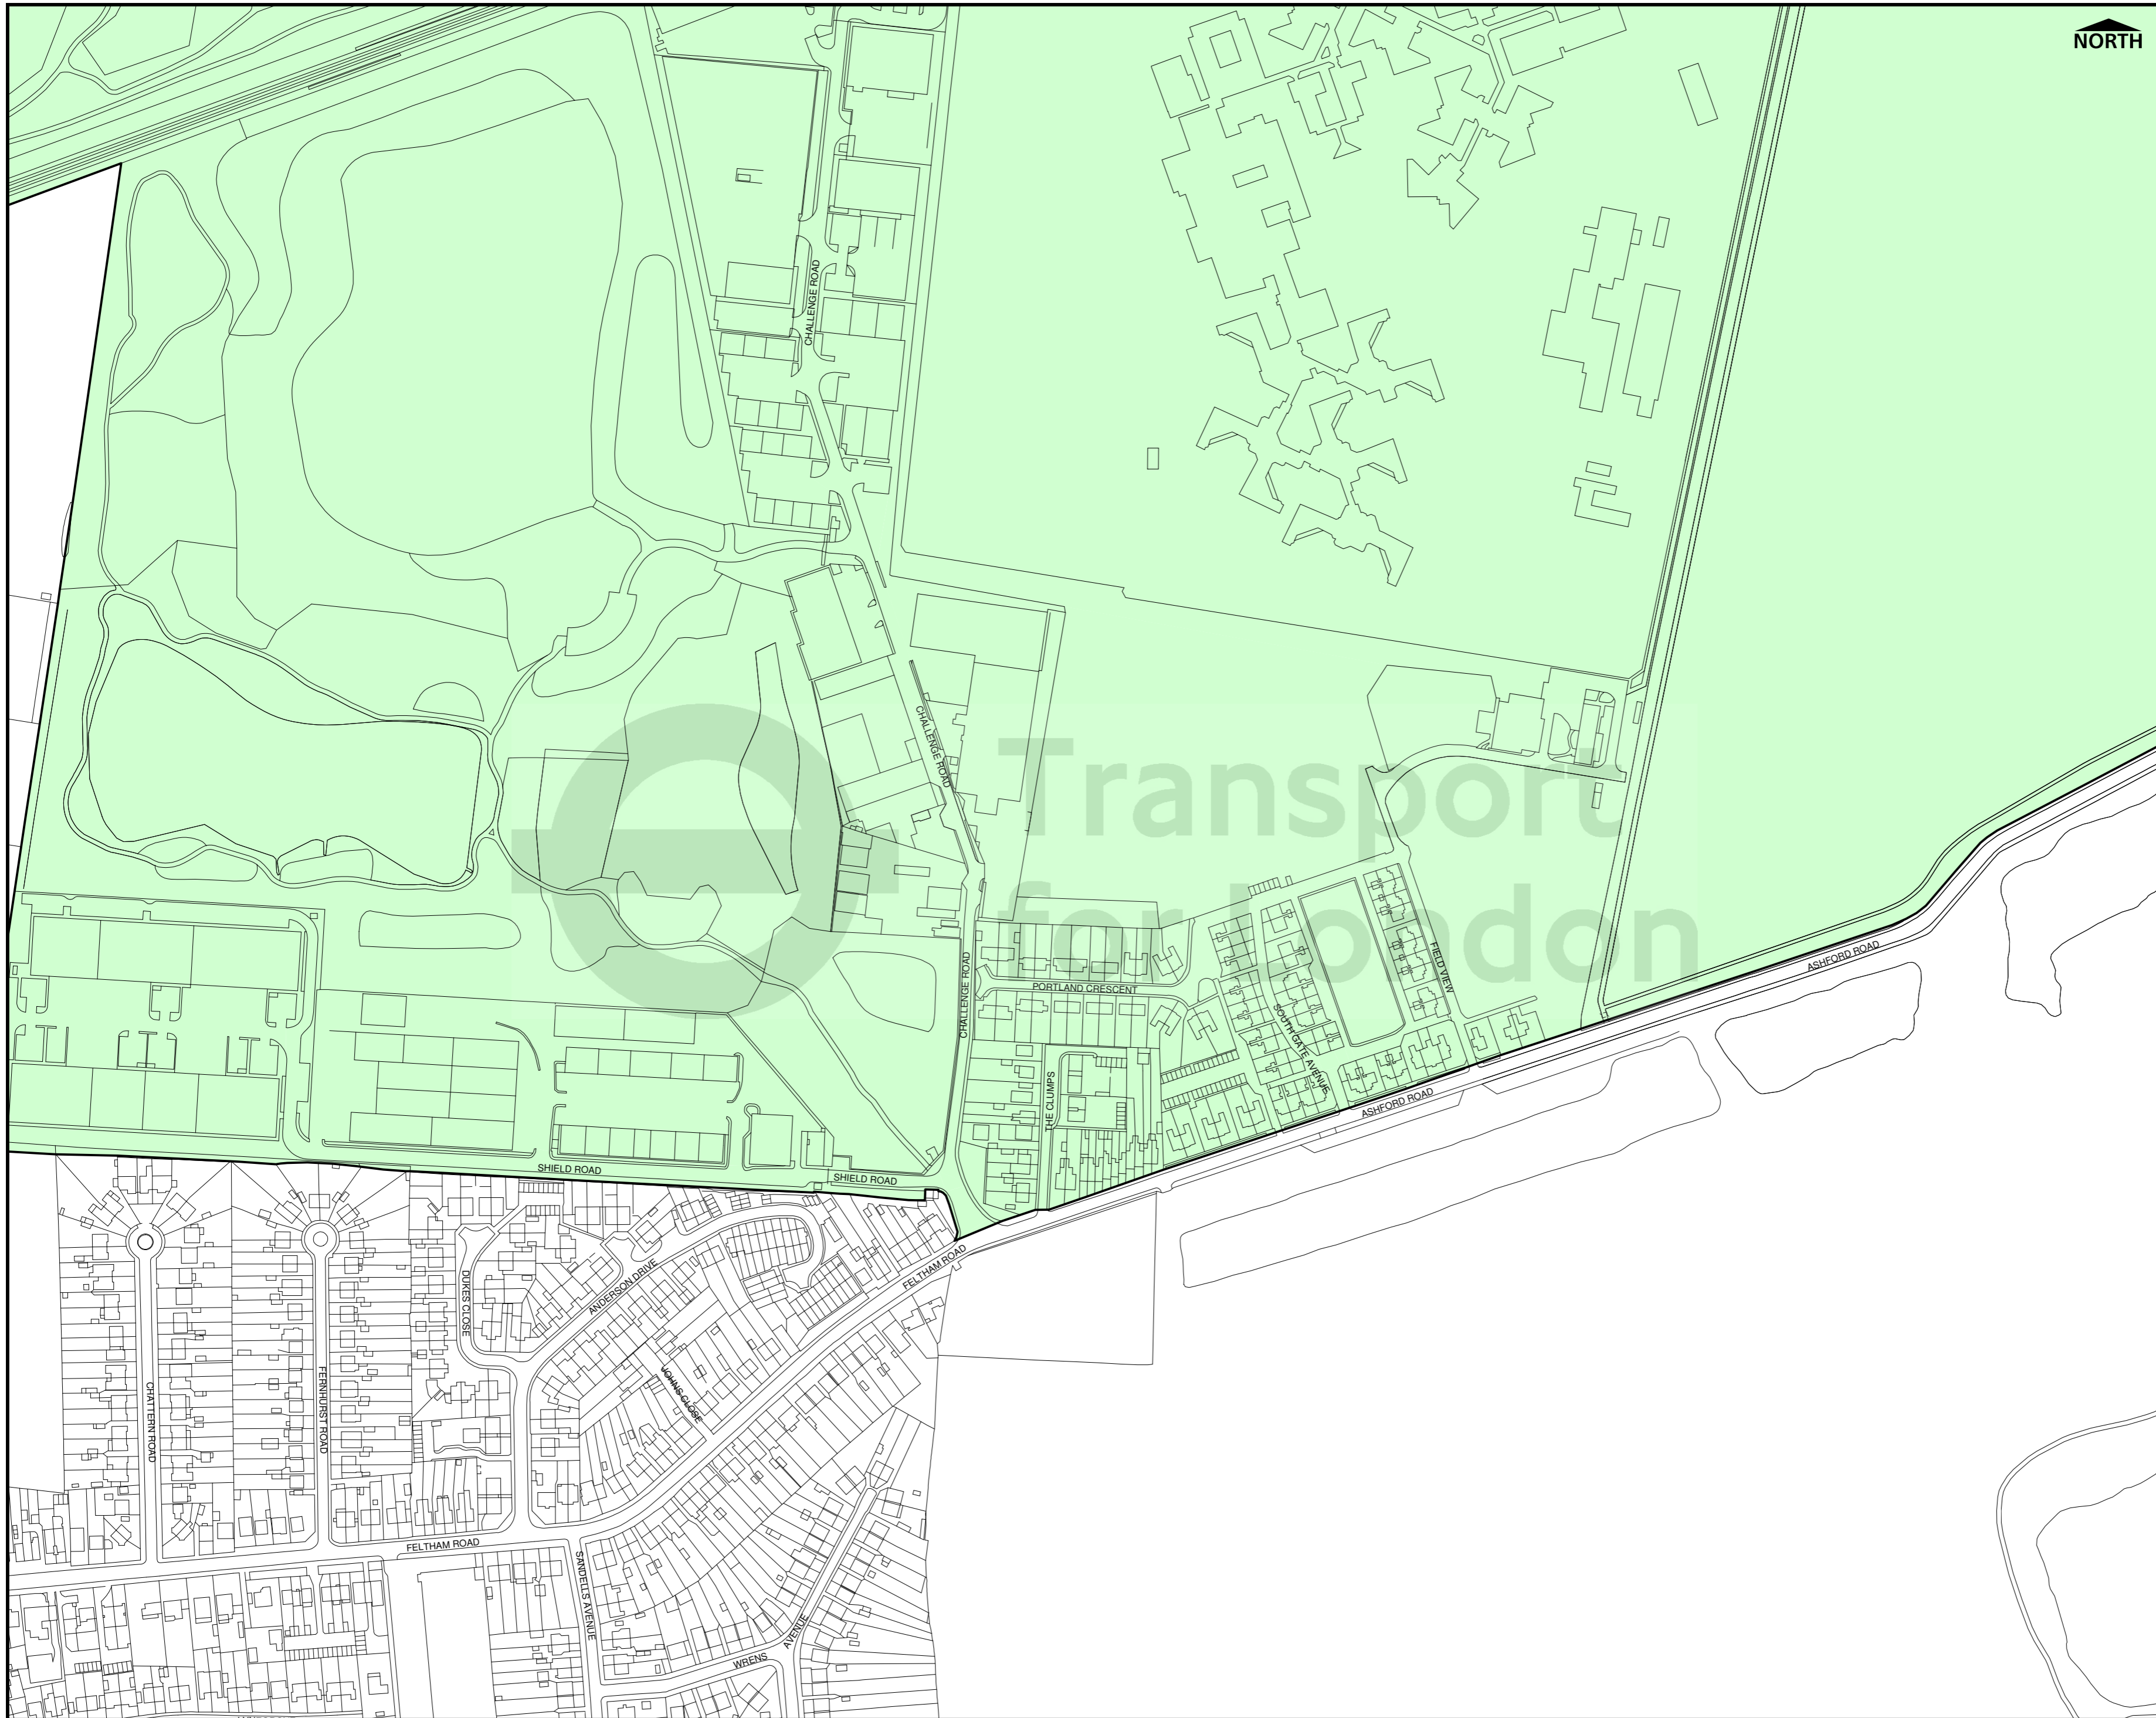 NORTH
CHALLENGE ROAD
CHALLENGE ROAD
Transport
for London
FIELD VIEW
ASHFORD ROAD
CHALLENGE ROAD
PORTLAND CRESCENT
SOUTHGATE AVENUE
THE CLUMPS
ASHFORD ROAD
SHIELD ROAD
SHIELD ROAD
FELTHAM ROAD
ANDERSON DRIVE
DUKES CLOSE
JOHNS CLOSE
CHATTERN ROAD
FERNHURST ROAD
FELTHAM ROAD
SANDELLS AVENUE
AVENUE
WRENS